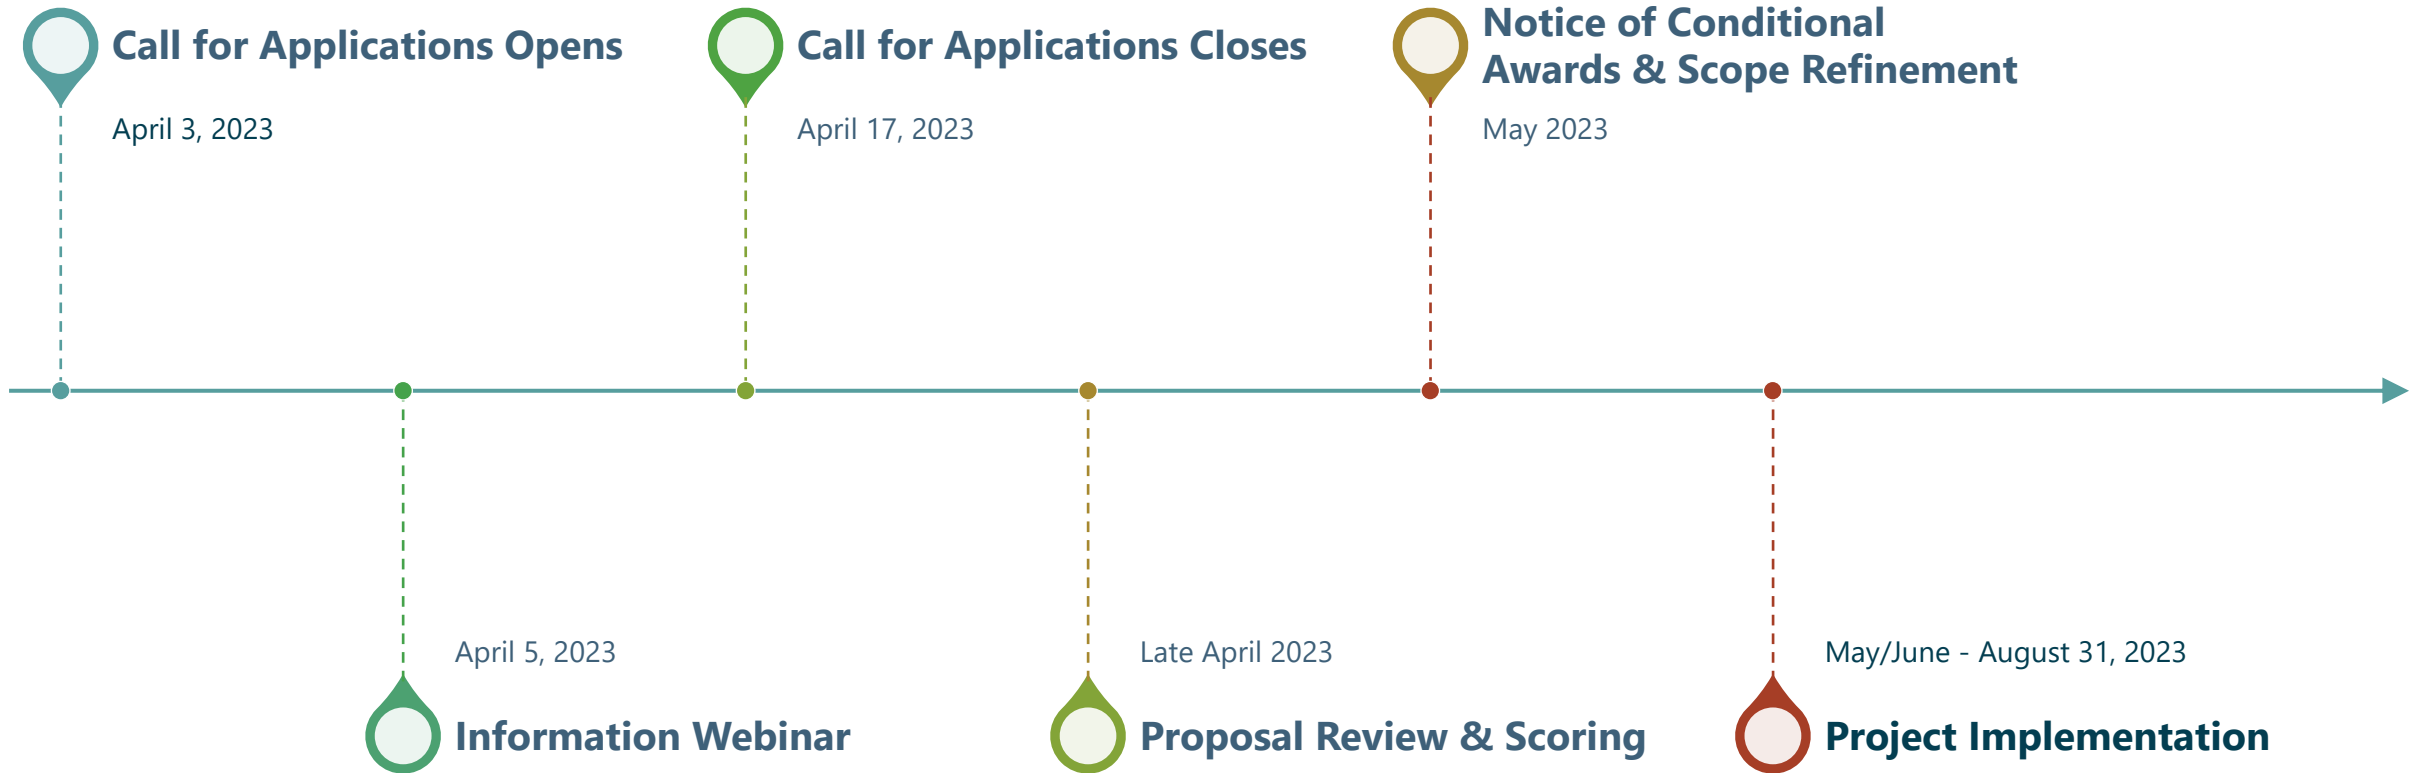 Call for Applications Opens
April 3, 2023
Call for Applications Closes
April 17, 2023
Notice of Conditional
Awards & Scope Refinement
May 2023
April 5, 2023
Information Webinar
Late April 2023
Proposal Review & Scoring
May/June - August 31, 2023
Project Implementation